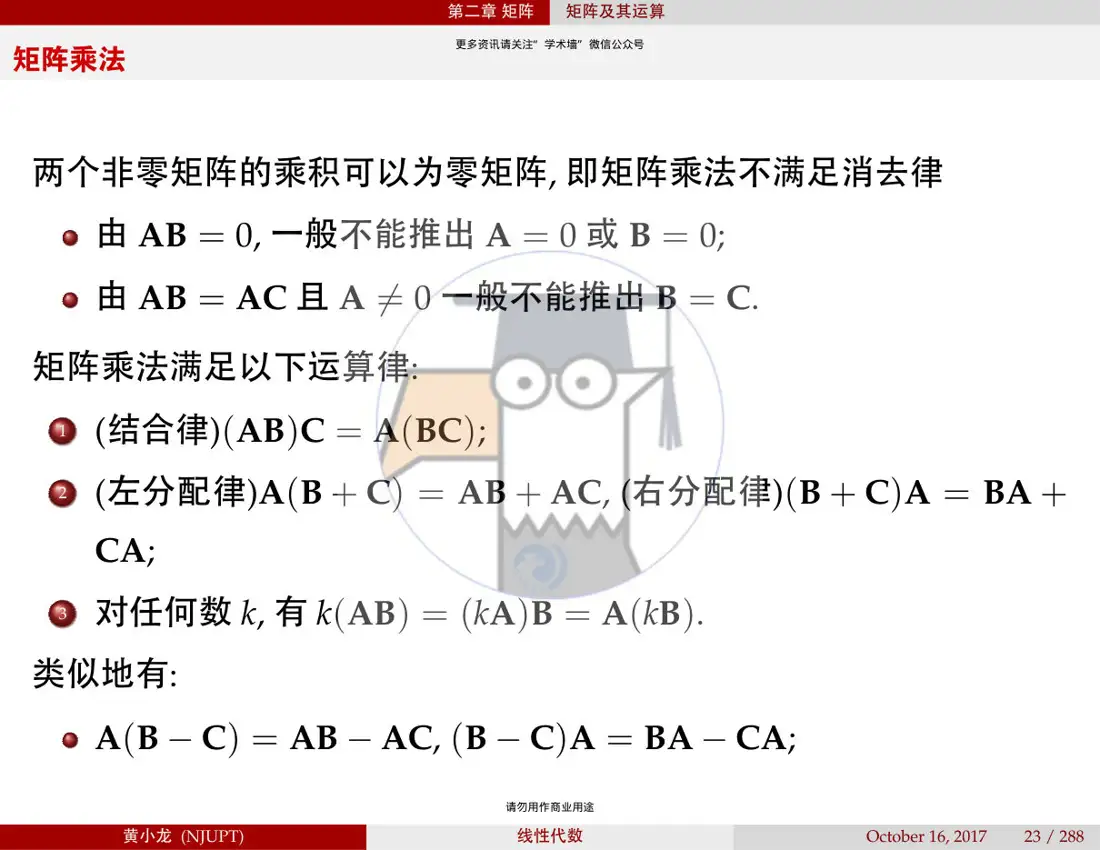 第二章 矩阵 矩阵及其运算
更多资讯请关注“学术墙”微信公众号
矩阵乘法
两个非零矩阵的乘积可以为零矩阵, 即矩阵乘法不满足消去律
由 AB = 0, 一般不能推出 A = 0 或 B = 0;
由 AB = AC 且 A ≠ 0 一般不能推出 B = C.
矩阵乘法满足以下运算律:
1 (结合律)(AB)C = A(BC);
2 (左分配律)A(B + C) = AB + AC, (右分配律)(B + C)A = BA +
CA;
3 对任何数 k, 有 k(AB) = (kA)B = A(kB).
类似地有:
A(B − C) = AB − AC, (B − C)A = BA − CA;
请勿用作商业用途
黄小龙 (NJUPT) 线性代数 October 16, 2017 23 / 288